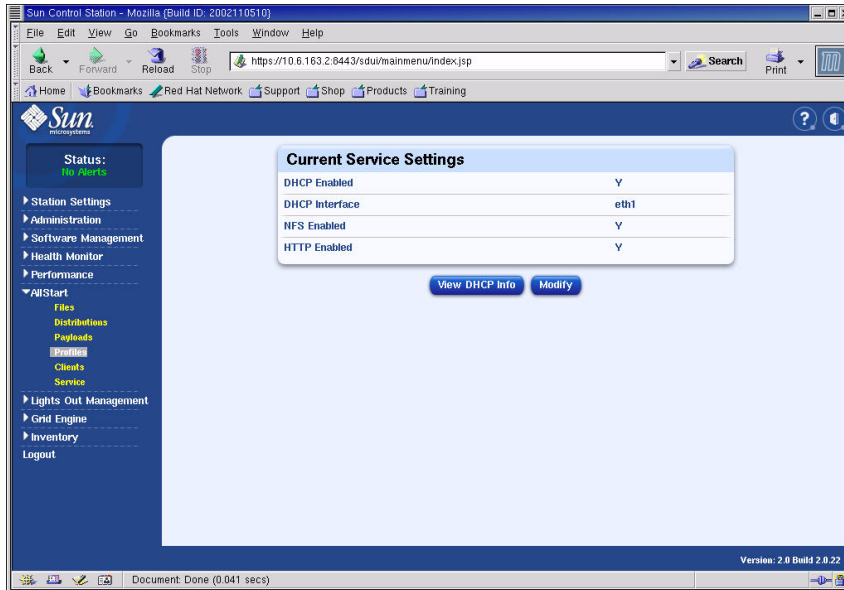 Sun Control Station - Mozilla {Build ID: 2002110510}
File Edit View Go Bookmarks Tools Window Help
Back Forward Reload Stop https://10.6.163.2:6443/sdui/mainmenu/index.jsp Search Print
Home Bookmarks Red Hat Network Support Shop Products Training
Sun
microsystems
Status:
No Alerts
Station Settings
Administration
Software Management
Health Monitor
Performance
AllStart
Files
Distributions
Payloads
Profiles
Clients
Service
Lights Out Management
Grid Engine
Inventory
Logout
Current Service Settings
DHCP Enabled Y
DHCP Interface eth1
NFS Enabled Y
HTTP Enabled Y
View DHCP Info Modify
Version: 2.0 Build 2.0.22
Document: Done (0.041 secs)